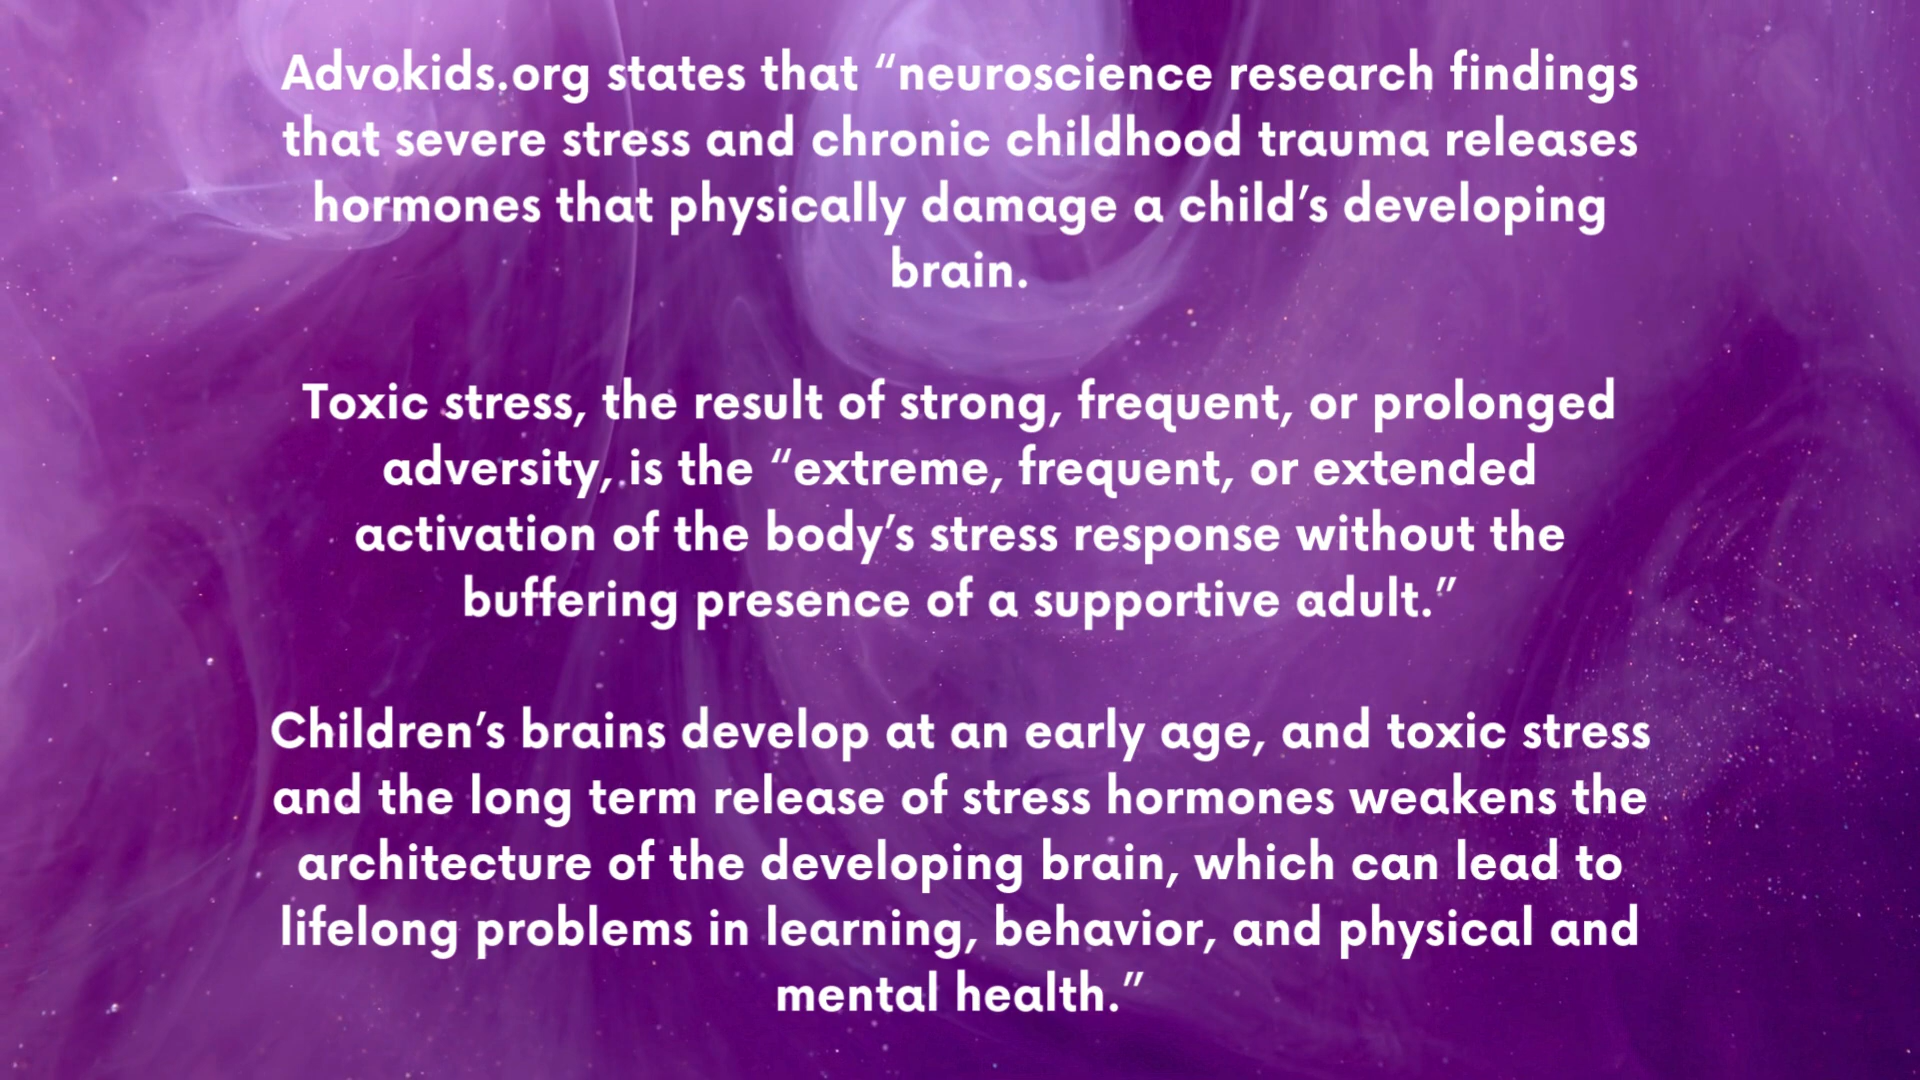 Advokids.org states that “neuroscience research findings
that severe stress and chronic childhood trauma releases
hormones that physically damage a child’s developing
brain.
Toxic stress, the result of strong, frequent, or prolonged
adversity, is the “extreme, frequent, or extended
activation of the body’s stress response without the
buffering presence of a supportive adult.”
Children’s brains develop at an early age, and toxic stress
and the long term release of stress hormones weakens the
architecture of the developing brain, which can lead to
lifelong problems in learning, behavior, and physical and
mental health.”